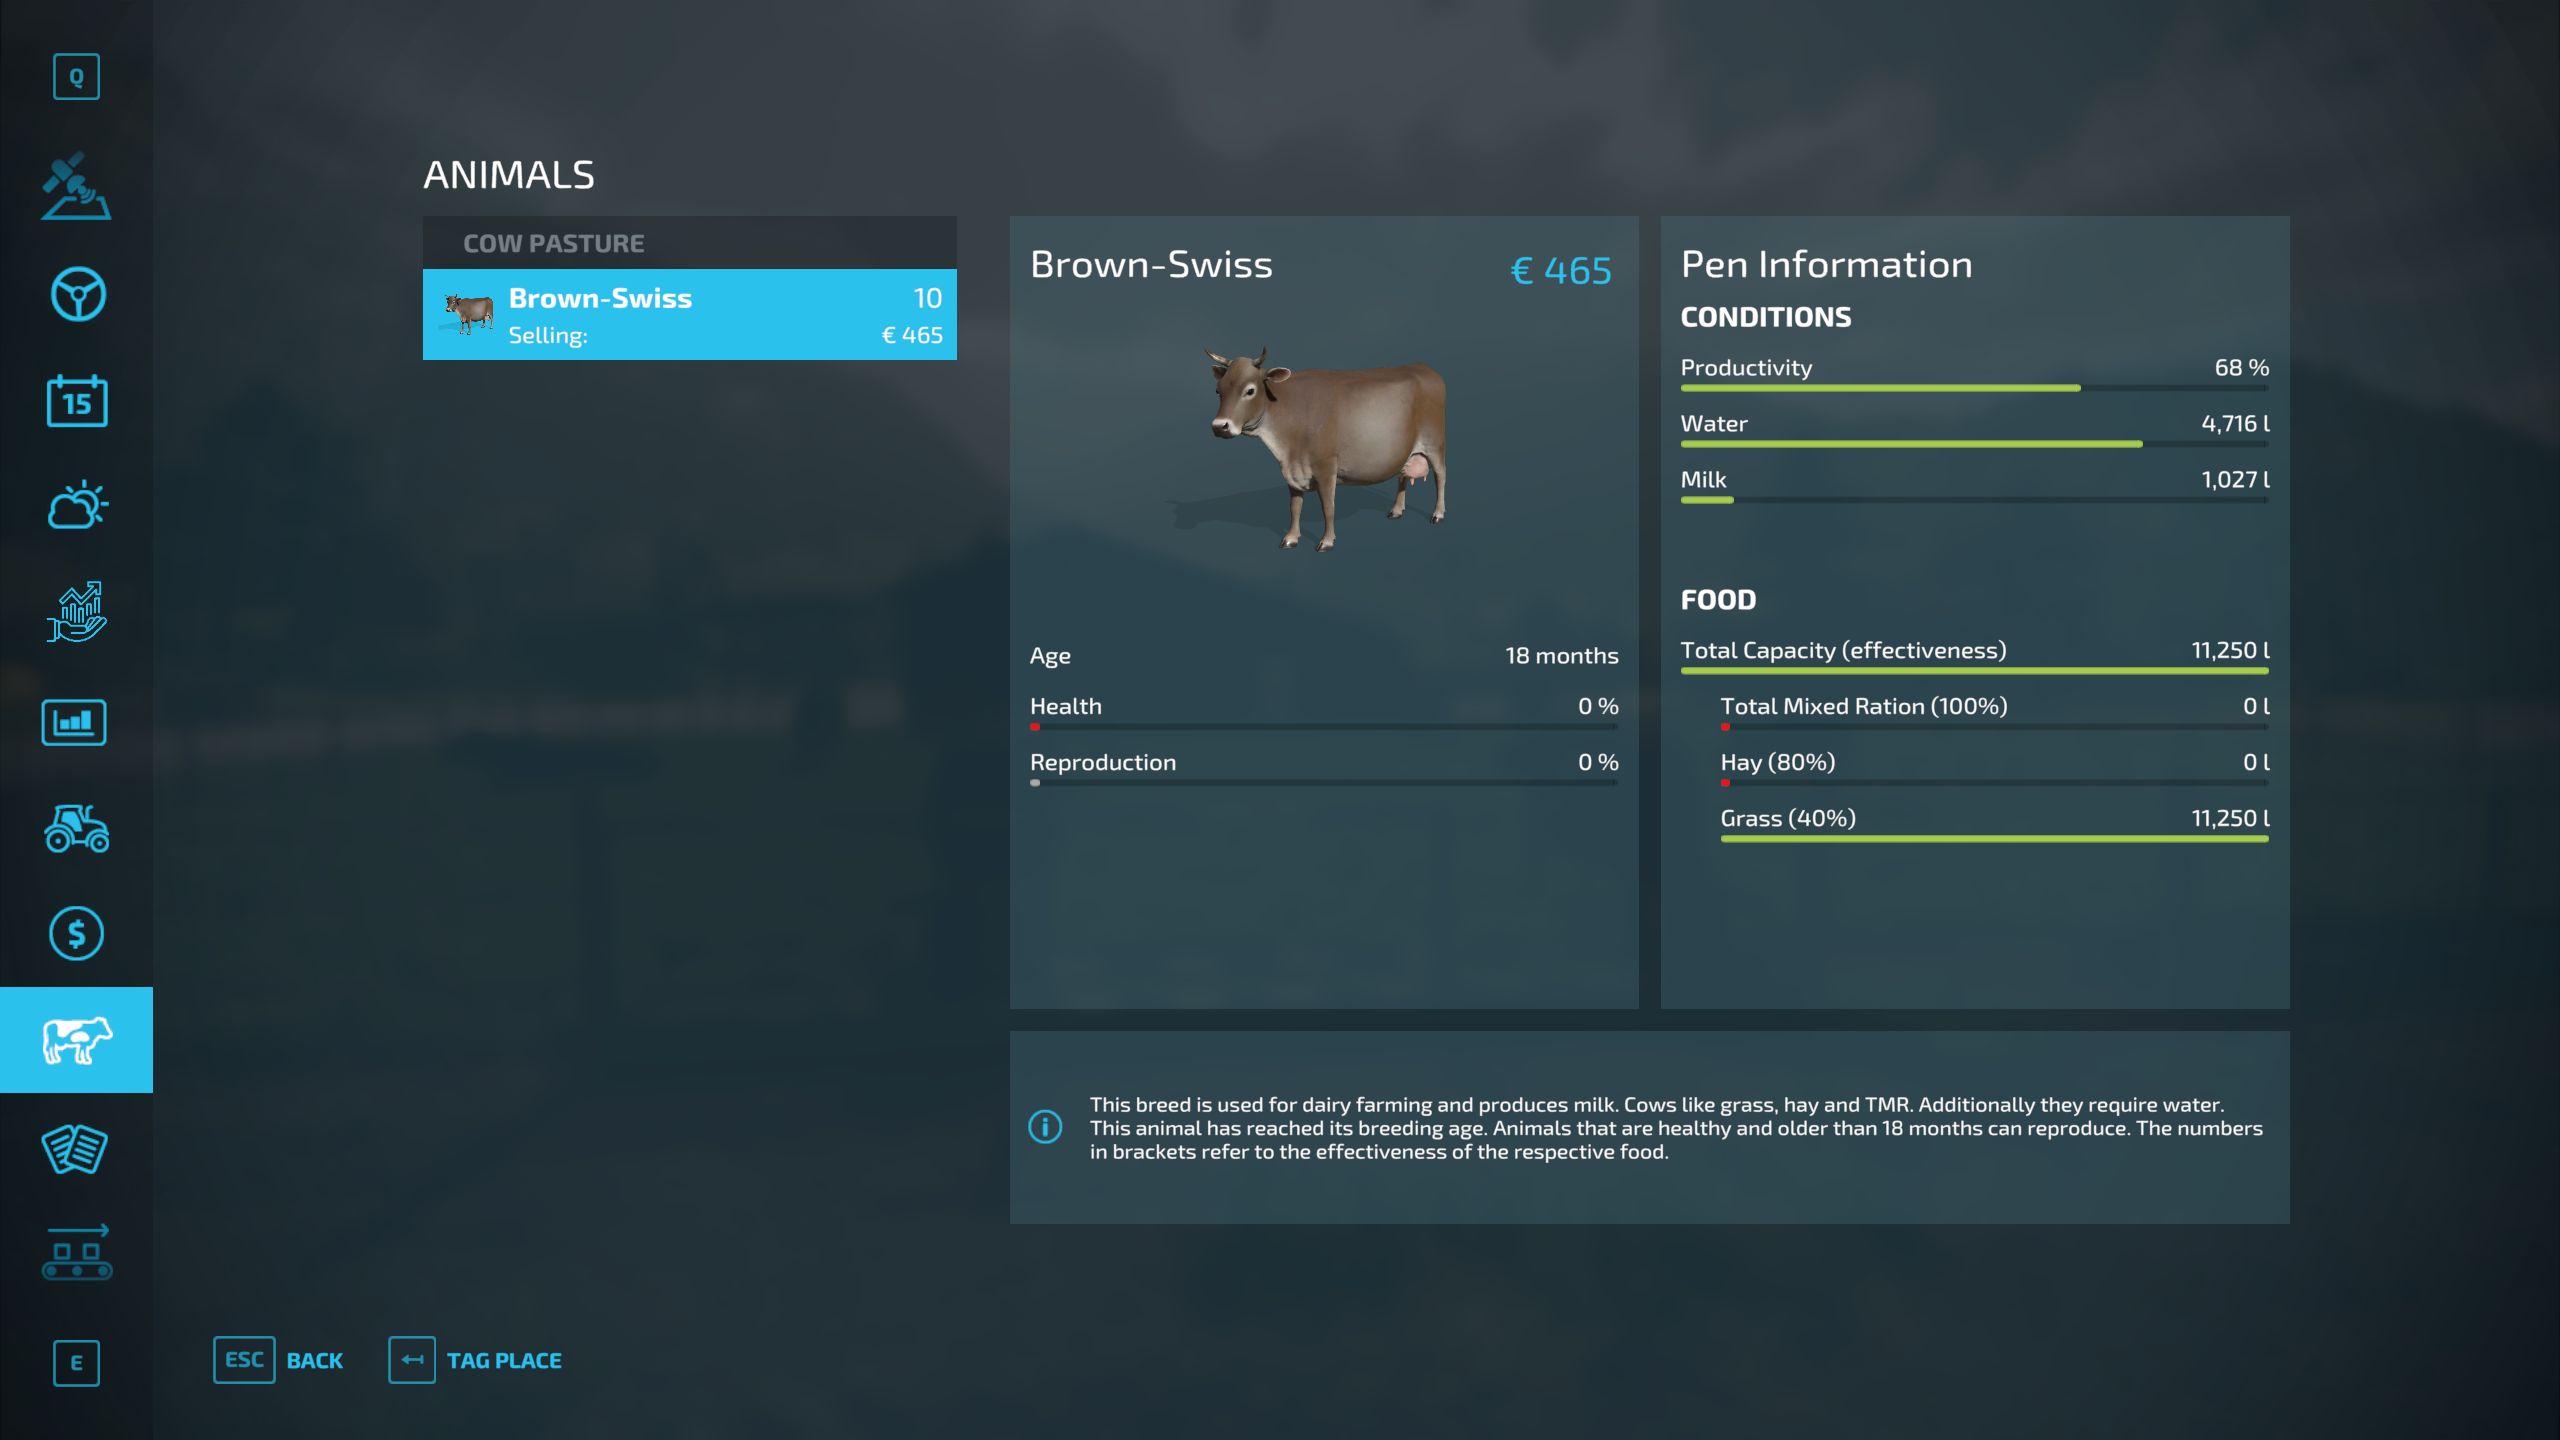 Q
15
$
E
ANIMALS
COW PASTURE
Brown-Swiss 10
Selling: € 465
Brown-Swiss € 465
Age 18 months
Health 0 %
Reproduction 0 %
Pen Information
CONDITIONS
Productivity 68 %
Water 4,716 l
Milk 1,027 l
FOOD
Total Capacity (effectiveness) 11,250 l
Total Mixed Ration (100%) 0 l
Hay (80%) 0 l
Grass (40%) 11,250 l
This breed is used for dairy farming and produces milk. Cows like grass, hay and TMR. Additionally they require water.
This animal has reached its breeding age. Animals that are healthy and older than 18 months can reproduce. The numbers
in brackets refer to the effectiveness of the respective food.
ESC BACK TAG PLACE